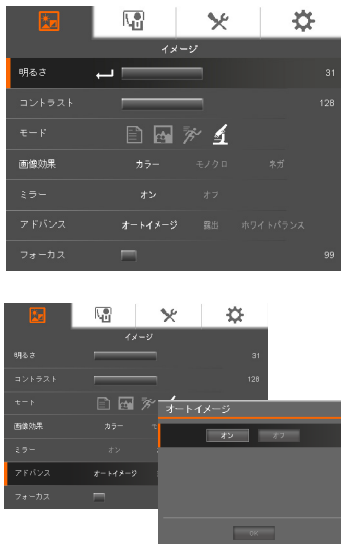 イメージ
明るさ 31
コントラスト 128
モード
画像効果 カラー モノクロ ネガ
ミラー オン オフ
アドバンス オートイメージ 露出 ホワイトバランス
フォーカス 99
イメージ
明るさ 31
コントラスト 128
モード
画像効果 カラー
ミラー オン
アドバンス オートイメージ
フォーカス
オートイメージ
オン オフ
OK